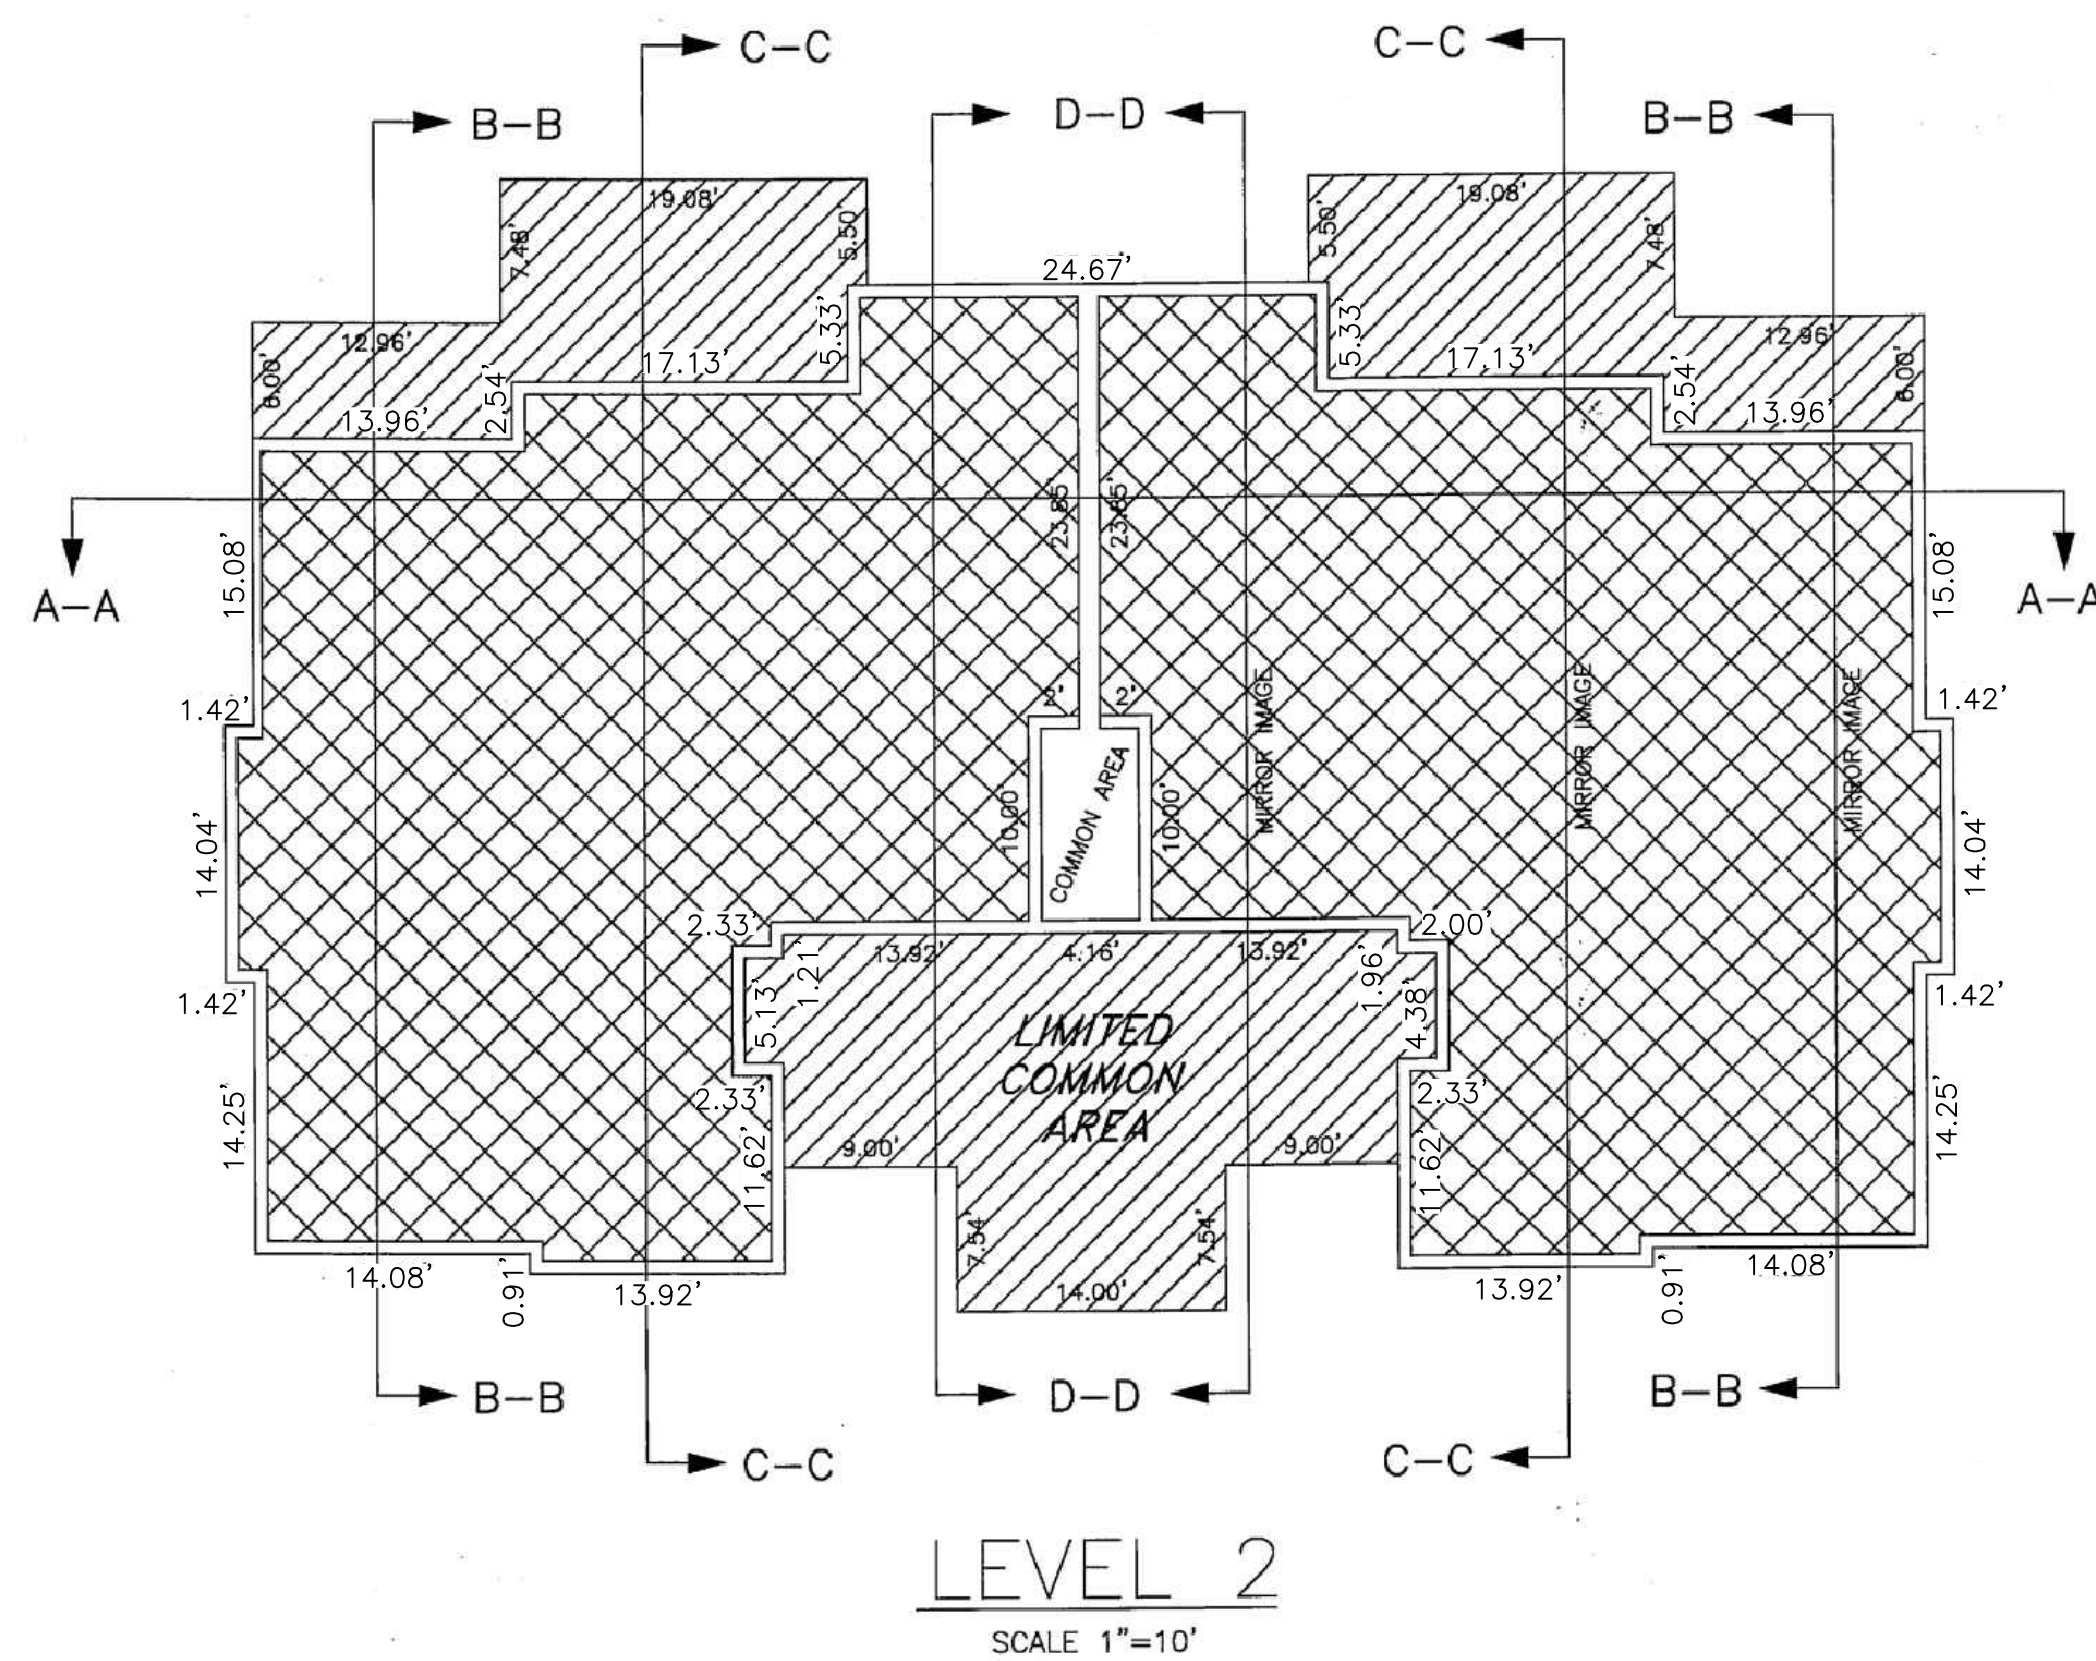 C-C
C-C
B-B
D-D
B-B
19.08'
19.08'
7.48'
5.50'
5.50'
7.48'
24.67'
12.96'
12.96'
6.00'
5.33'
5.33'
6.00'
17.13'
17.13'
2.54'
2.54'
13.96'
13.96'
23.85'
23.85'
15.08'
15.08'
A-A
A-A
1.42'
2'
2'
1.42'
MIRROR IMAGE
MIRROR IMAGE
MIRROR IMAGE
10.00'
COMMON AREA
10.00'
14.04'
14.04'
2.33'
2.00'
13.92'
4.16'
13.92'
1.21'
1.96'
5.13'
4.38'
1.42'
1.42'
LIMITED
COMMON
AREA
2.33'
2.33'
14.25'
14.25'
9.00'
9.00'
11.62'
11.62'
7.54'
7.54'
14.08'
0.91'
13.92'
14.00'
13.92'
0.91'
14.08'
B-B
D-D
B-B
C-C
C-C
LEVEL 2
SCALE 1"=10'